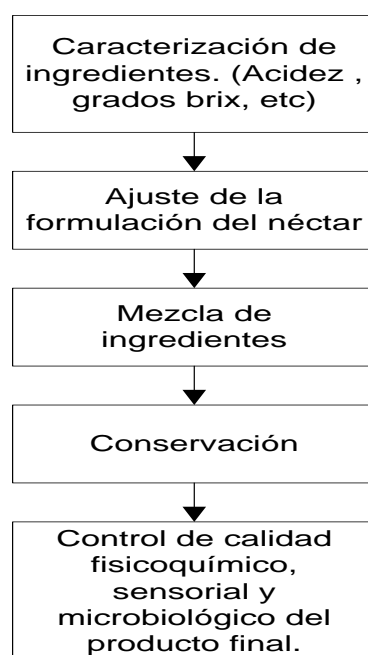 Caracterización de
ingredientes. (Acidez ,
grados brix, etc)
Ajuste de la
formulación del néctar
Mezcla de
ingredientes
Conservación
Control de calidad
fisicoquímico,
sensorial y
microbiológico del
producto final.